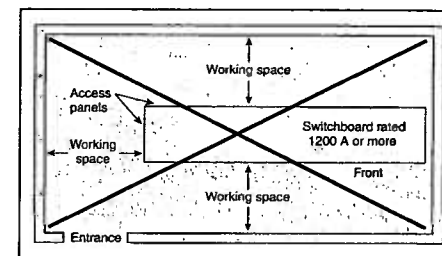 Working space
Access
panels
Switchboard rated
1200 A or more
Working
space
Front
Working space
Entrance